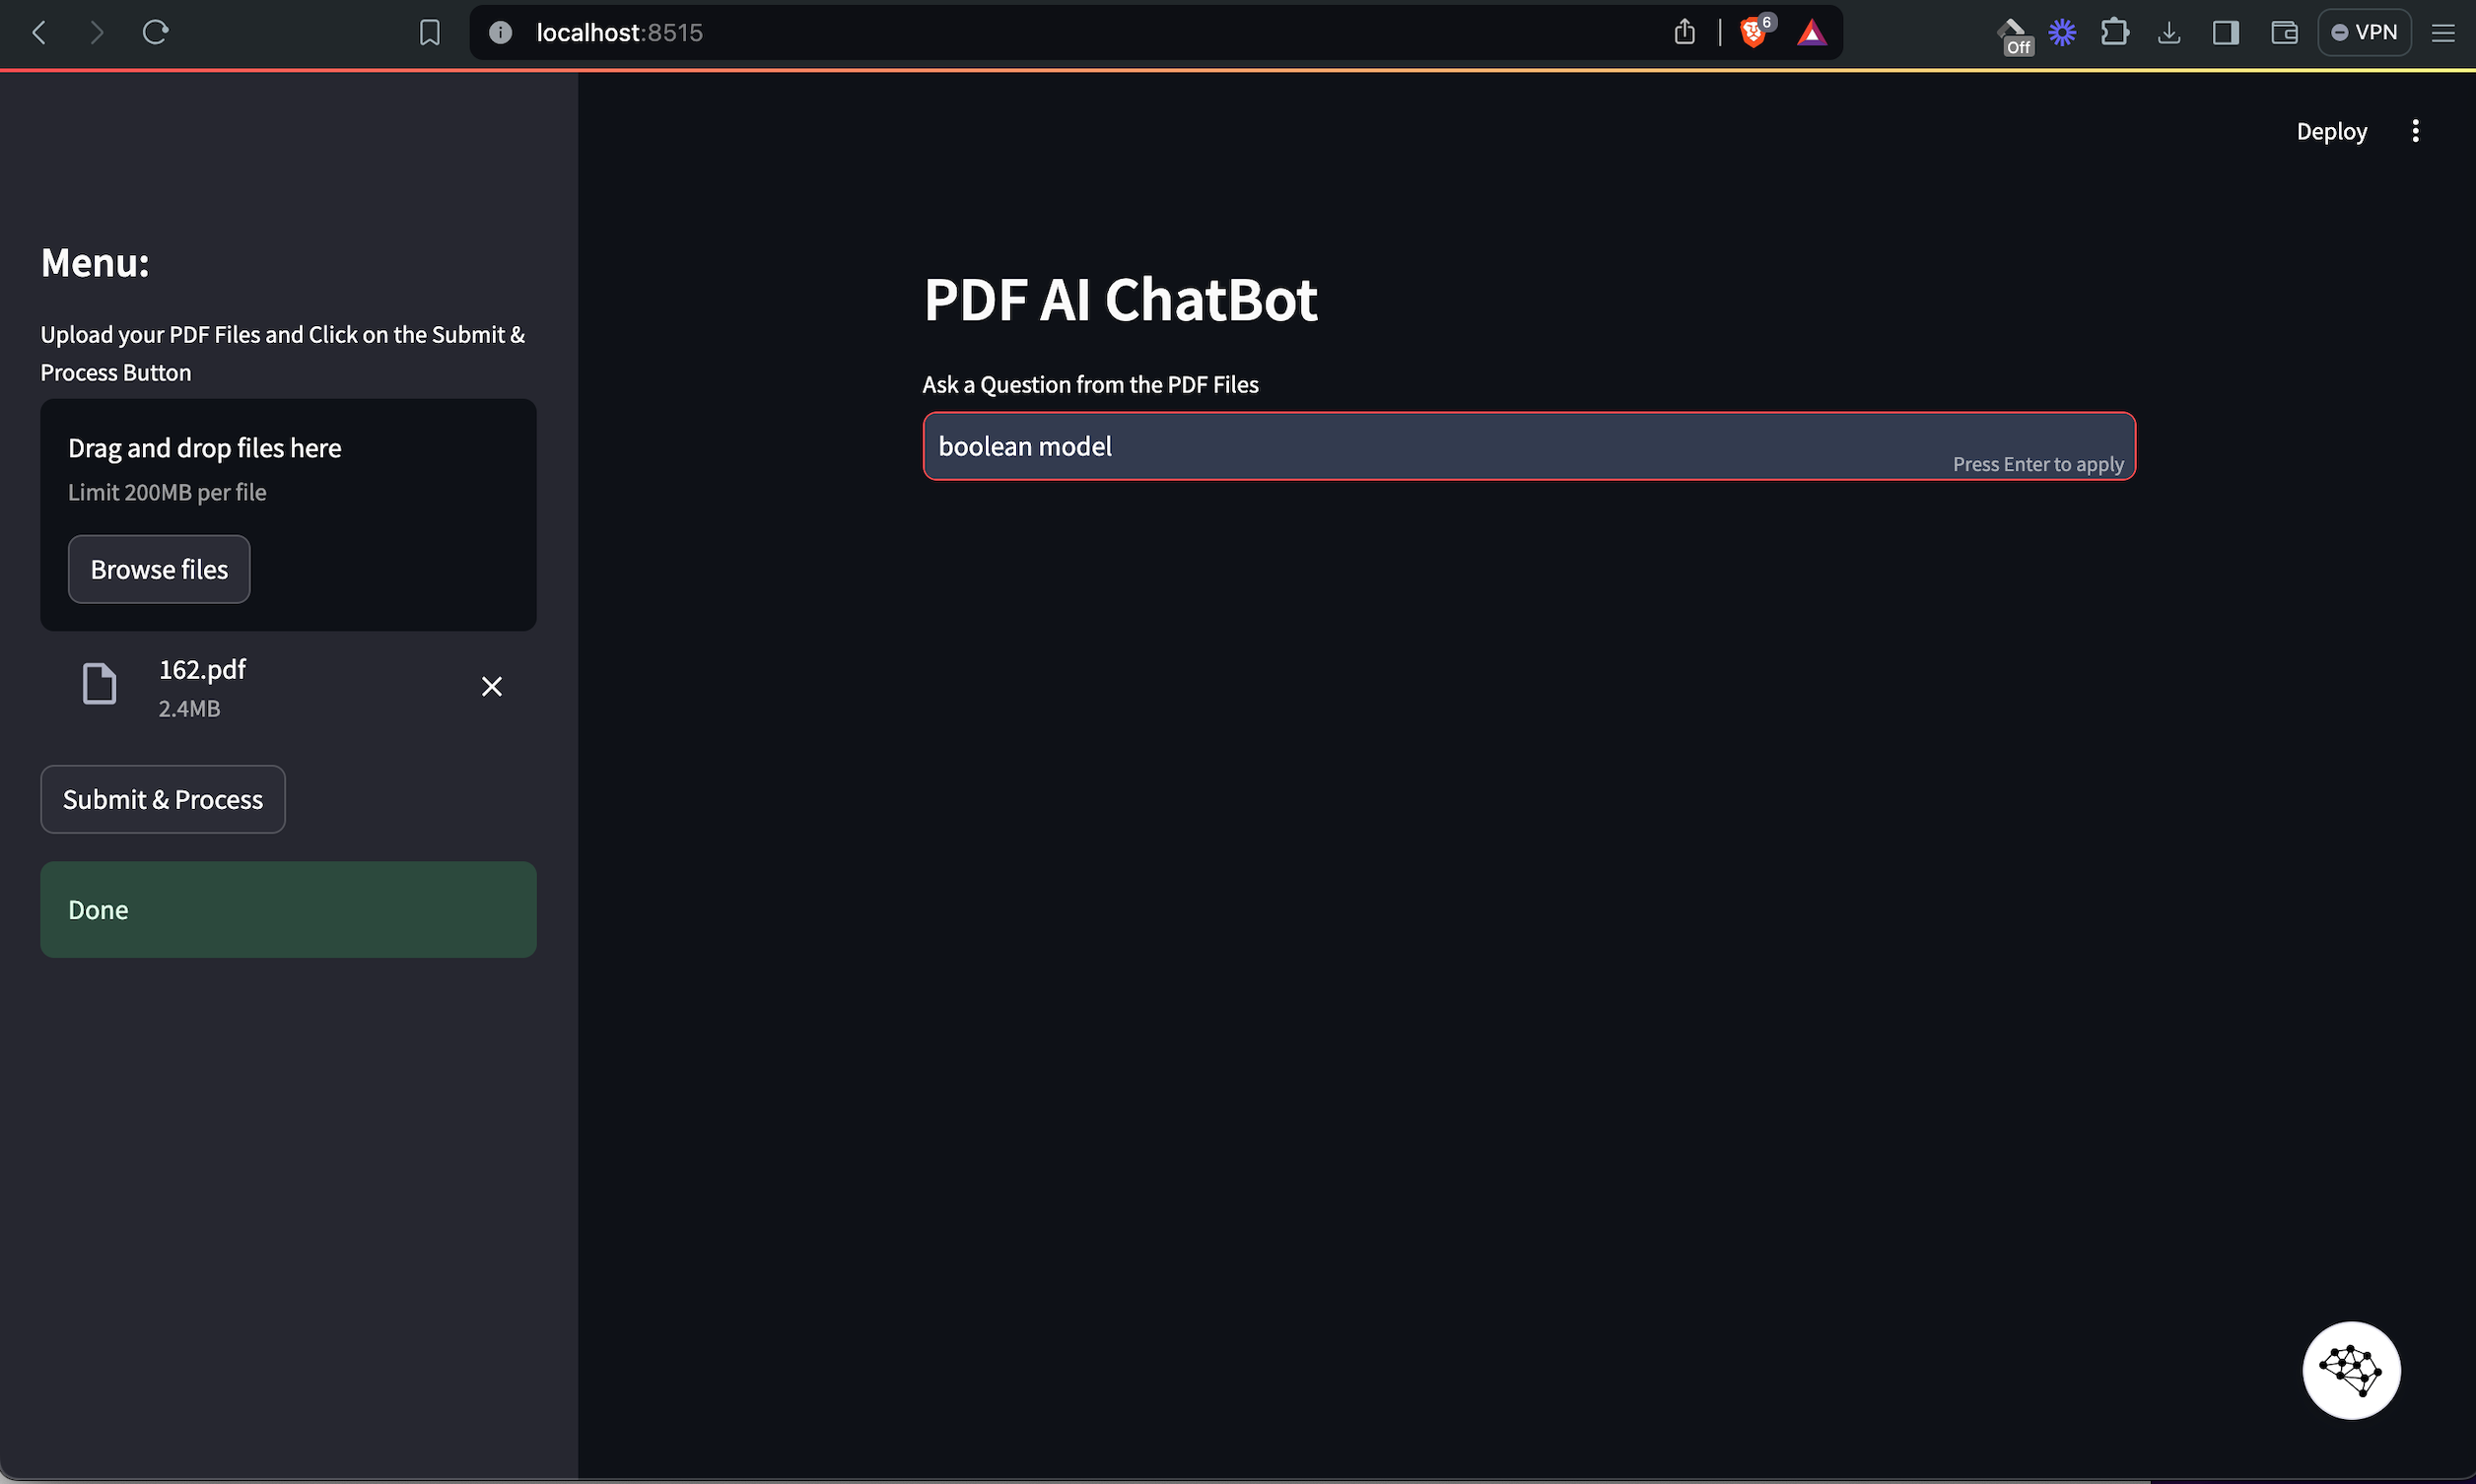 localhost:8515
6
Off
VPN
Deploy
Menu:
Upload your PDF Files and Click on the Submit &
Process Button
Drag and drop files here
Limit 200MB per file
Browse files
162.pdf
2.4MB
Submit & Process
Done
PDF AI ChatBot
Ask a Question from the PDF Files
boolean model
Press Enter to apply